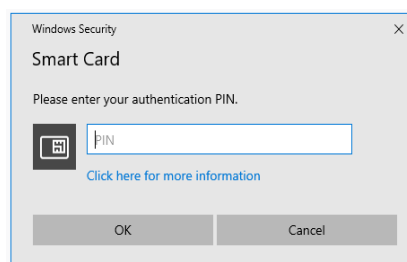 Windows Security
Smart Card
Please enter your authentication PIN.
PIN
Click here for more information
OK Cancel